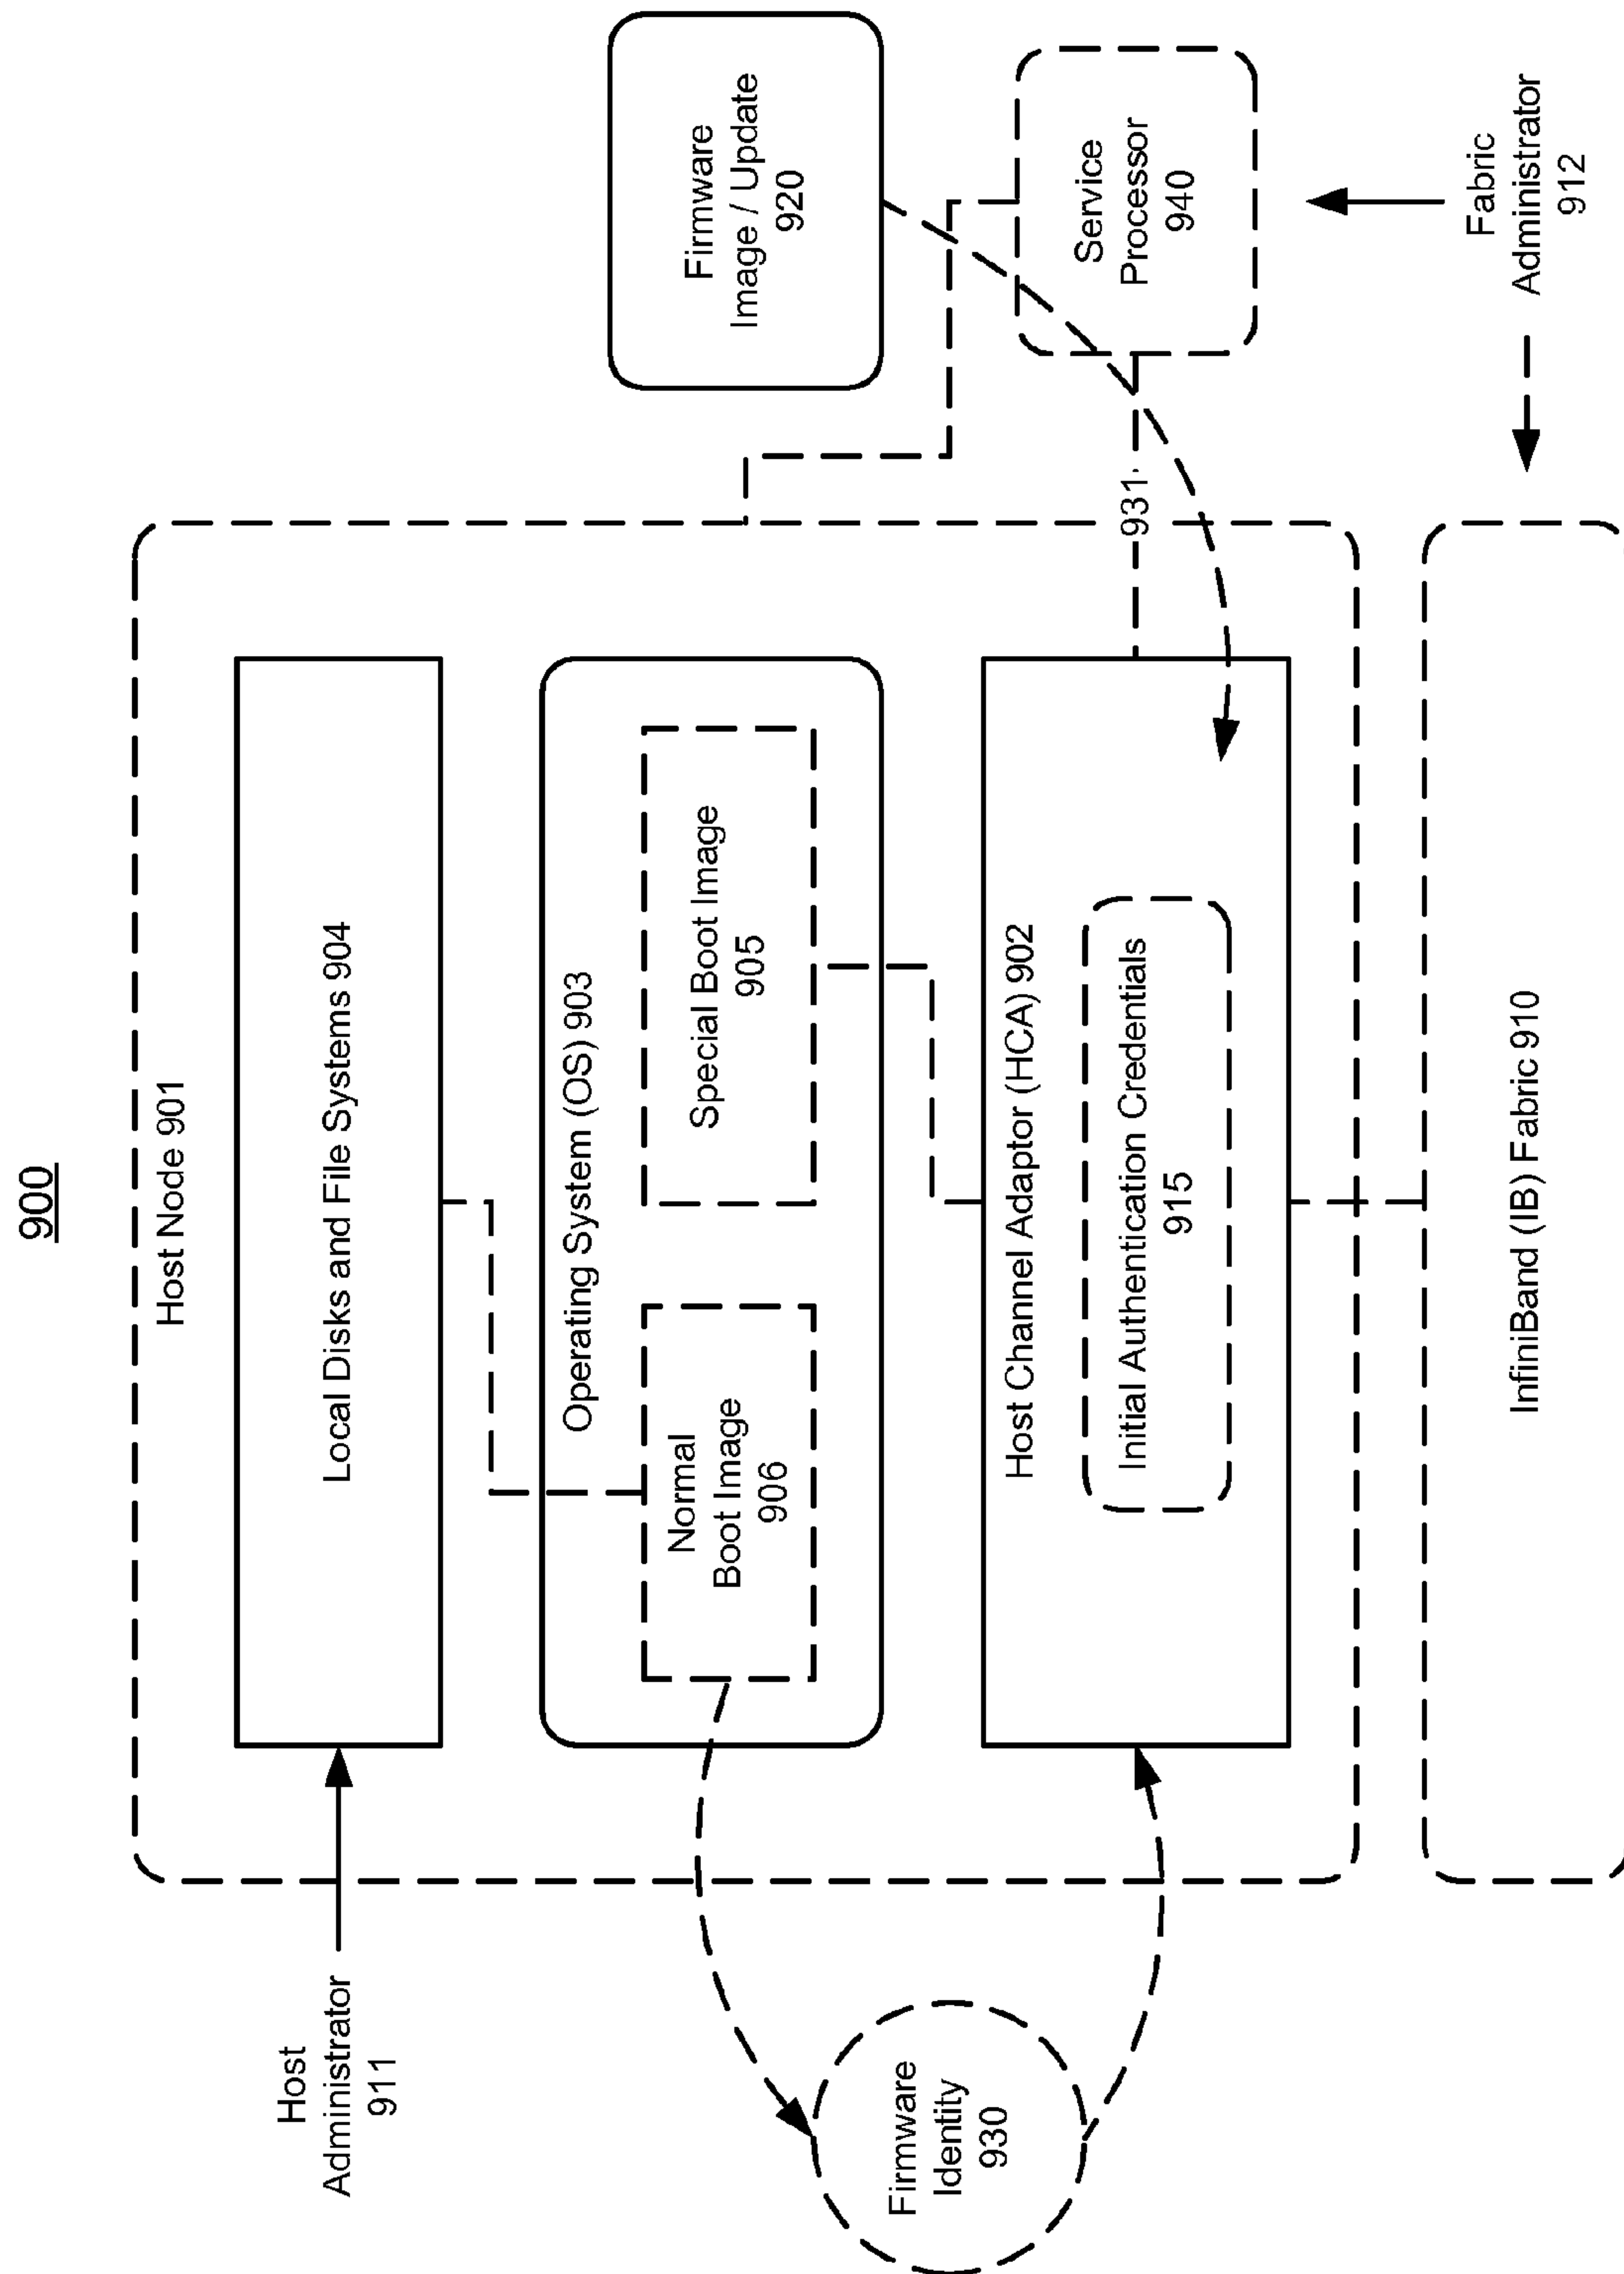 900
Host Node 901
Host
Administrator
911
Local Disks and File Systems 904
Operating System (OS) 903
Normal
Boot Image
906
Special Boot Image
905
Firmware
Image / Update
920
Firmware
Identity
930
Host Channel Adaptor (HCA) 902
Initial Authentication Credentials
915
931
Service
Processor
940
InfiniBand (IB) Fabric 910
Fabric
Administrator
912